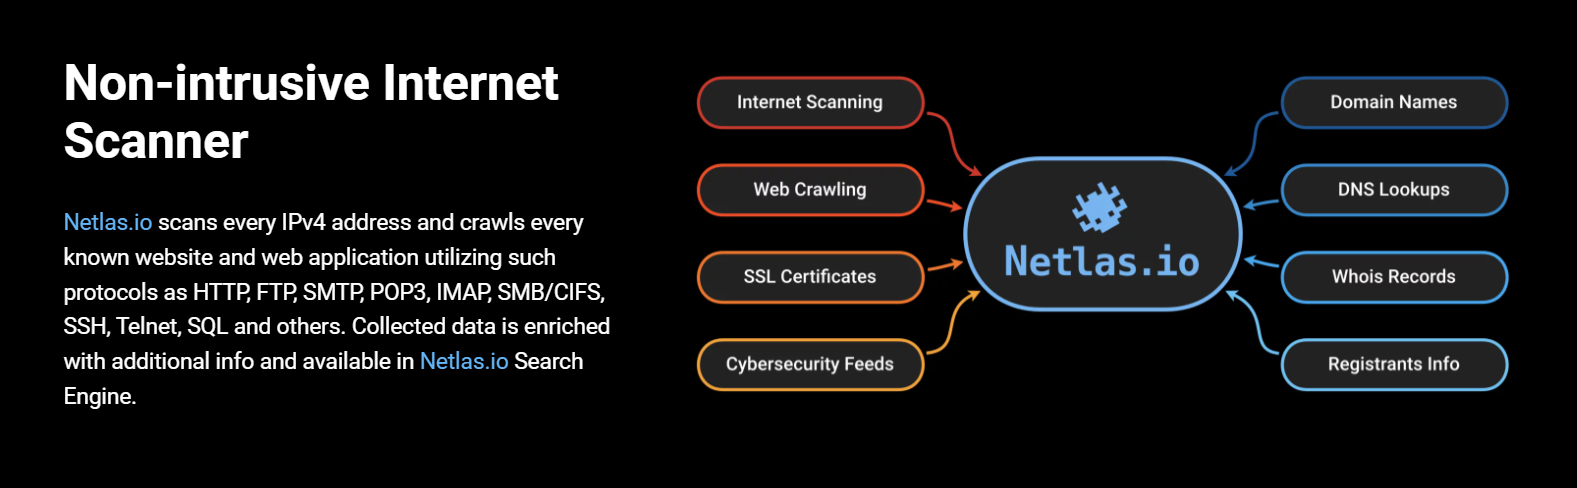 Non-intrusive Internet
Scanner
Netlas.io scans every IPv4 address and crawls every
known website and web application utilizing such
protocols as HTTP, FTP, SMTP, POP3, IMAP, SMB/CIFS,
SSH, Telnet, SQL and others. Collected data is enriched
with additional info and available in Netlas.io Search
Engine.
Internet Scanning
Web Crawling
SSL Certificates
Cybersecurity Feeds
Netlas.io
Domain Names
DNS Lookups
Whois Records
Registrants Info